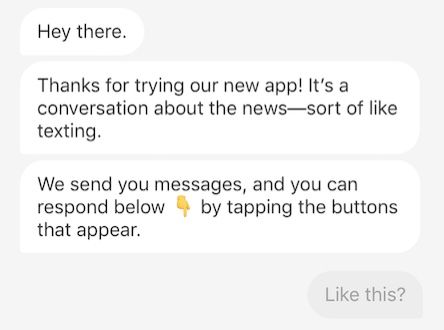 Hey there.
Thanks for trying our new app! It’s a
conversation about the news—sort of like
texting.
We send you messages, and you can
respond below 👇 by tapping the buttons
that appear.
Like this?